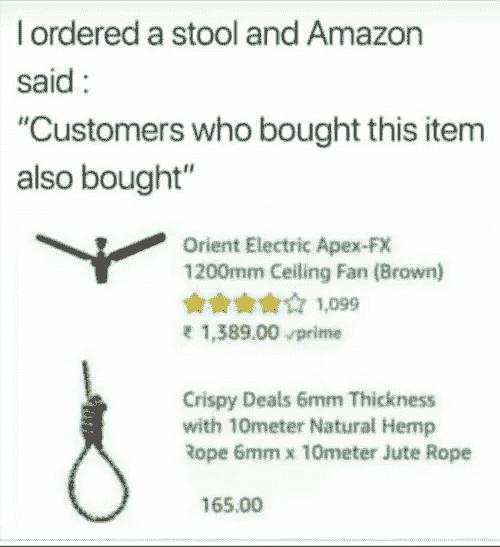 I ordered a stool and Amazon
said :
"Customers who bought this item
also bought"
Orient Electric Apex-FX
1200mm Ceiling Fan (Brown)
1,099
₹ 1,389.00 ✓prime
Crispy Deals 6mm Thickness
with 10meter Natural Hemp
Rope 6mm x 10meter Jute Rope
165.00